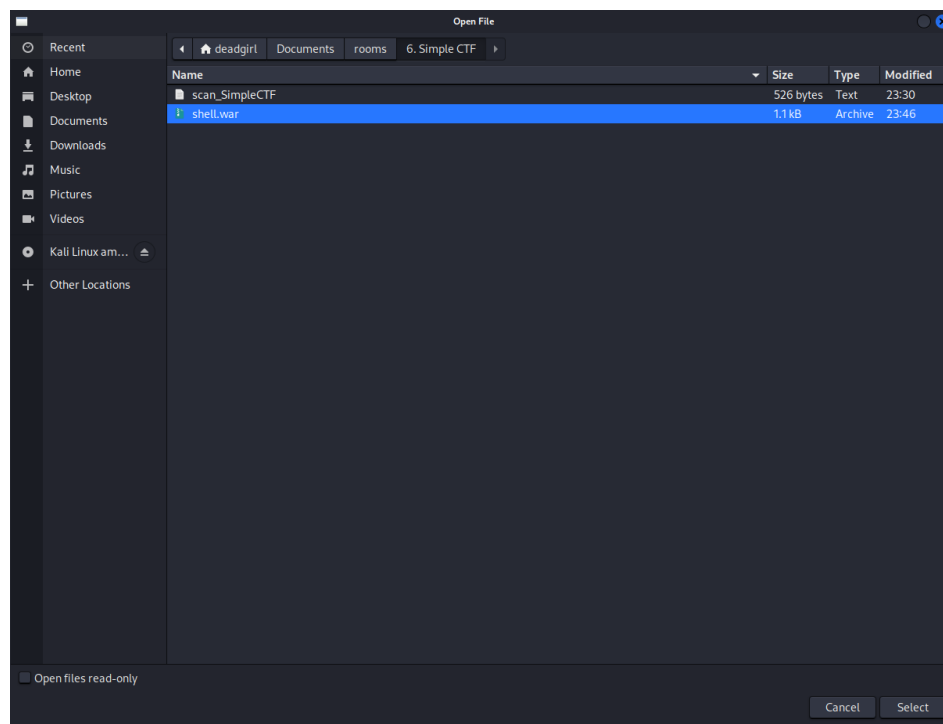 Open File
Recent
Home
Desktop
Documents
Downloads
Music
Pictures
Videos
Kali Linux am...
Other Locations
deadgirl Documents rooms 6. Simple CTF
Name Size Type Modified
scan_SimpleCTF 526 bytes Text 23:30
shell.war 1.1 kB Archive 23:46
Open files read-only
Cancel Select